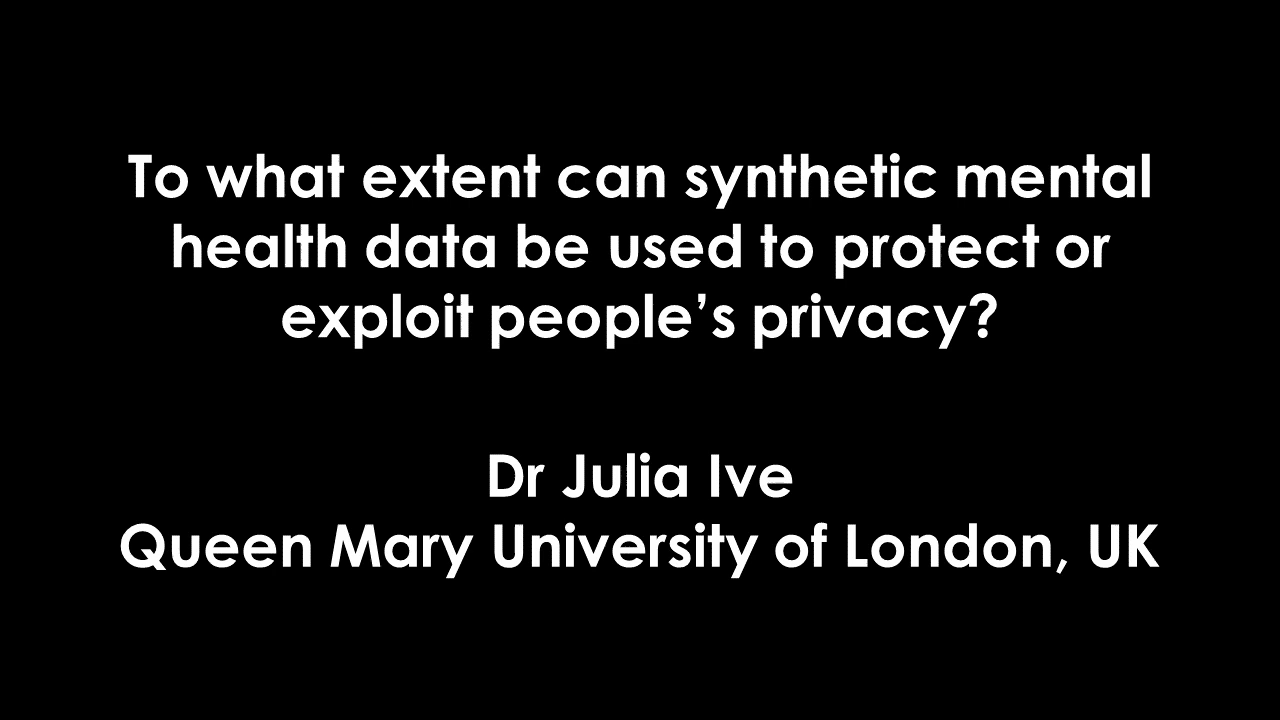 To what extent can synthetic mental
health data be used to protect or
exploit people’s privacy?
Dr Julia Ive
Queen Mary University of London, UK